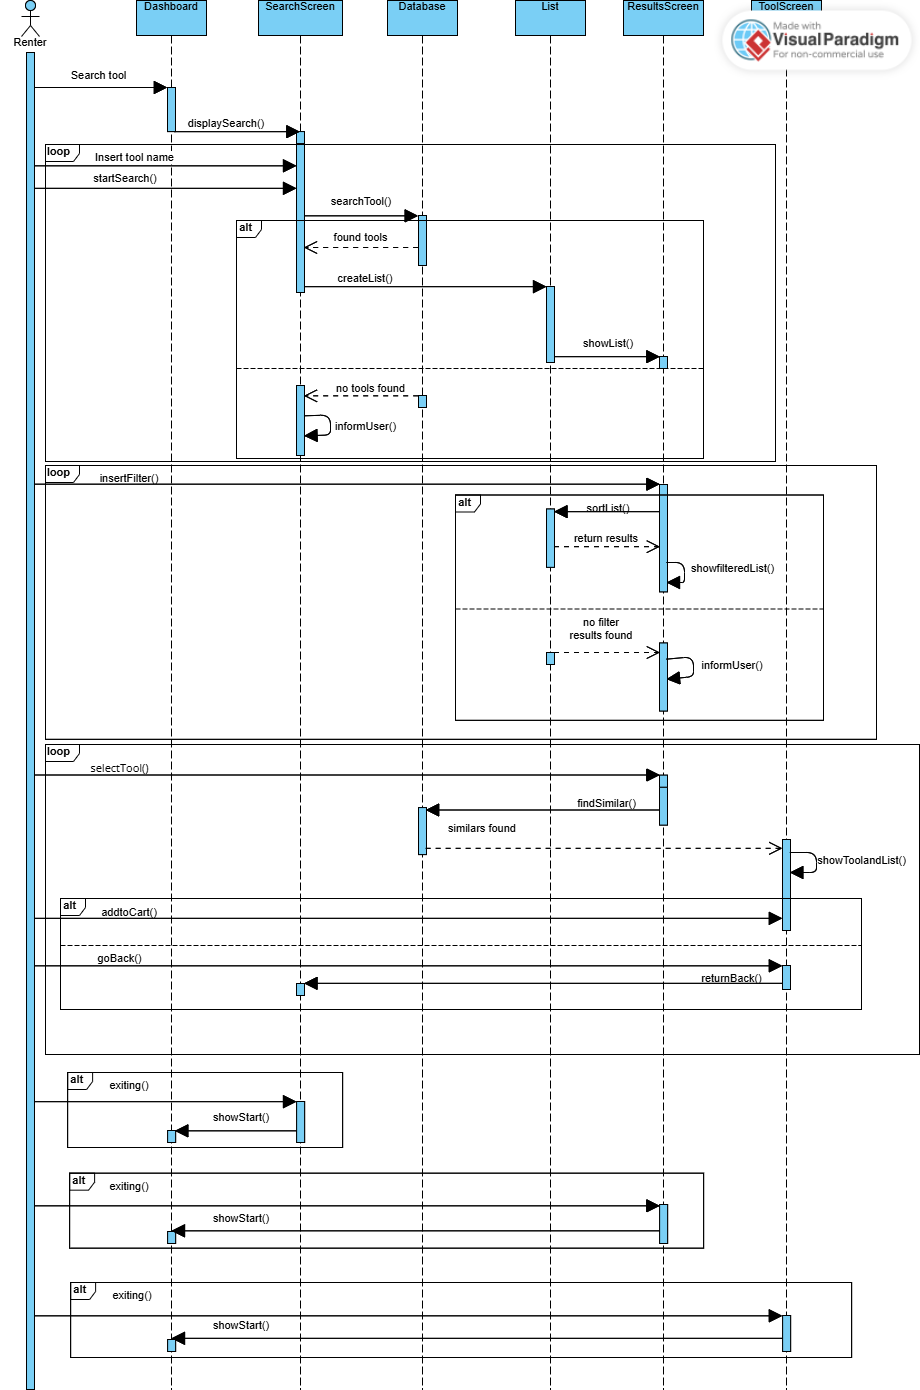 Dashboard
SearchScreen
Database
List
ResultsScreen
ToolScreen
Made with
VisualParadigm
For non-commercial use
Renter
Search tool
displaySearch()
loop
Insert tool name
startSearch()
searchTool()
alt
found tools
createList()
showList()
no tools found
informUser()
loop
insertFilter()
alt
sortList()
return results
showfilteredList()
no filter
results found
informUser()
loop
selectTool()
findSimilar()
similars found
showToolandList()
alt
addtoCart()
goBack()
returnBack()
alt
exiting()
showStart()
alt
exiting()
showStart()
alt
exiting()
showStart()